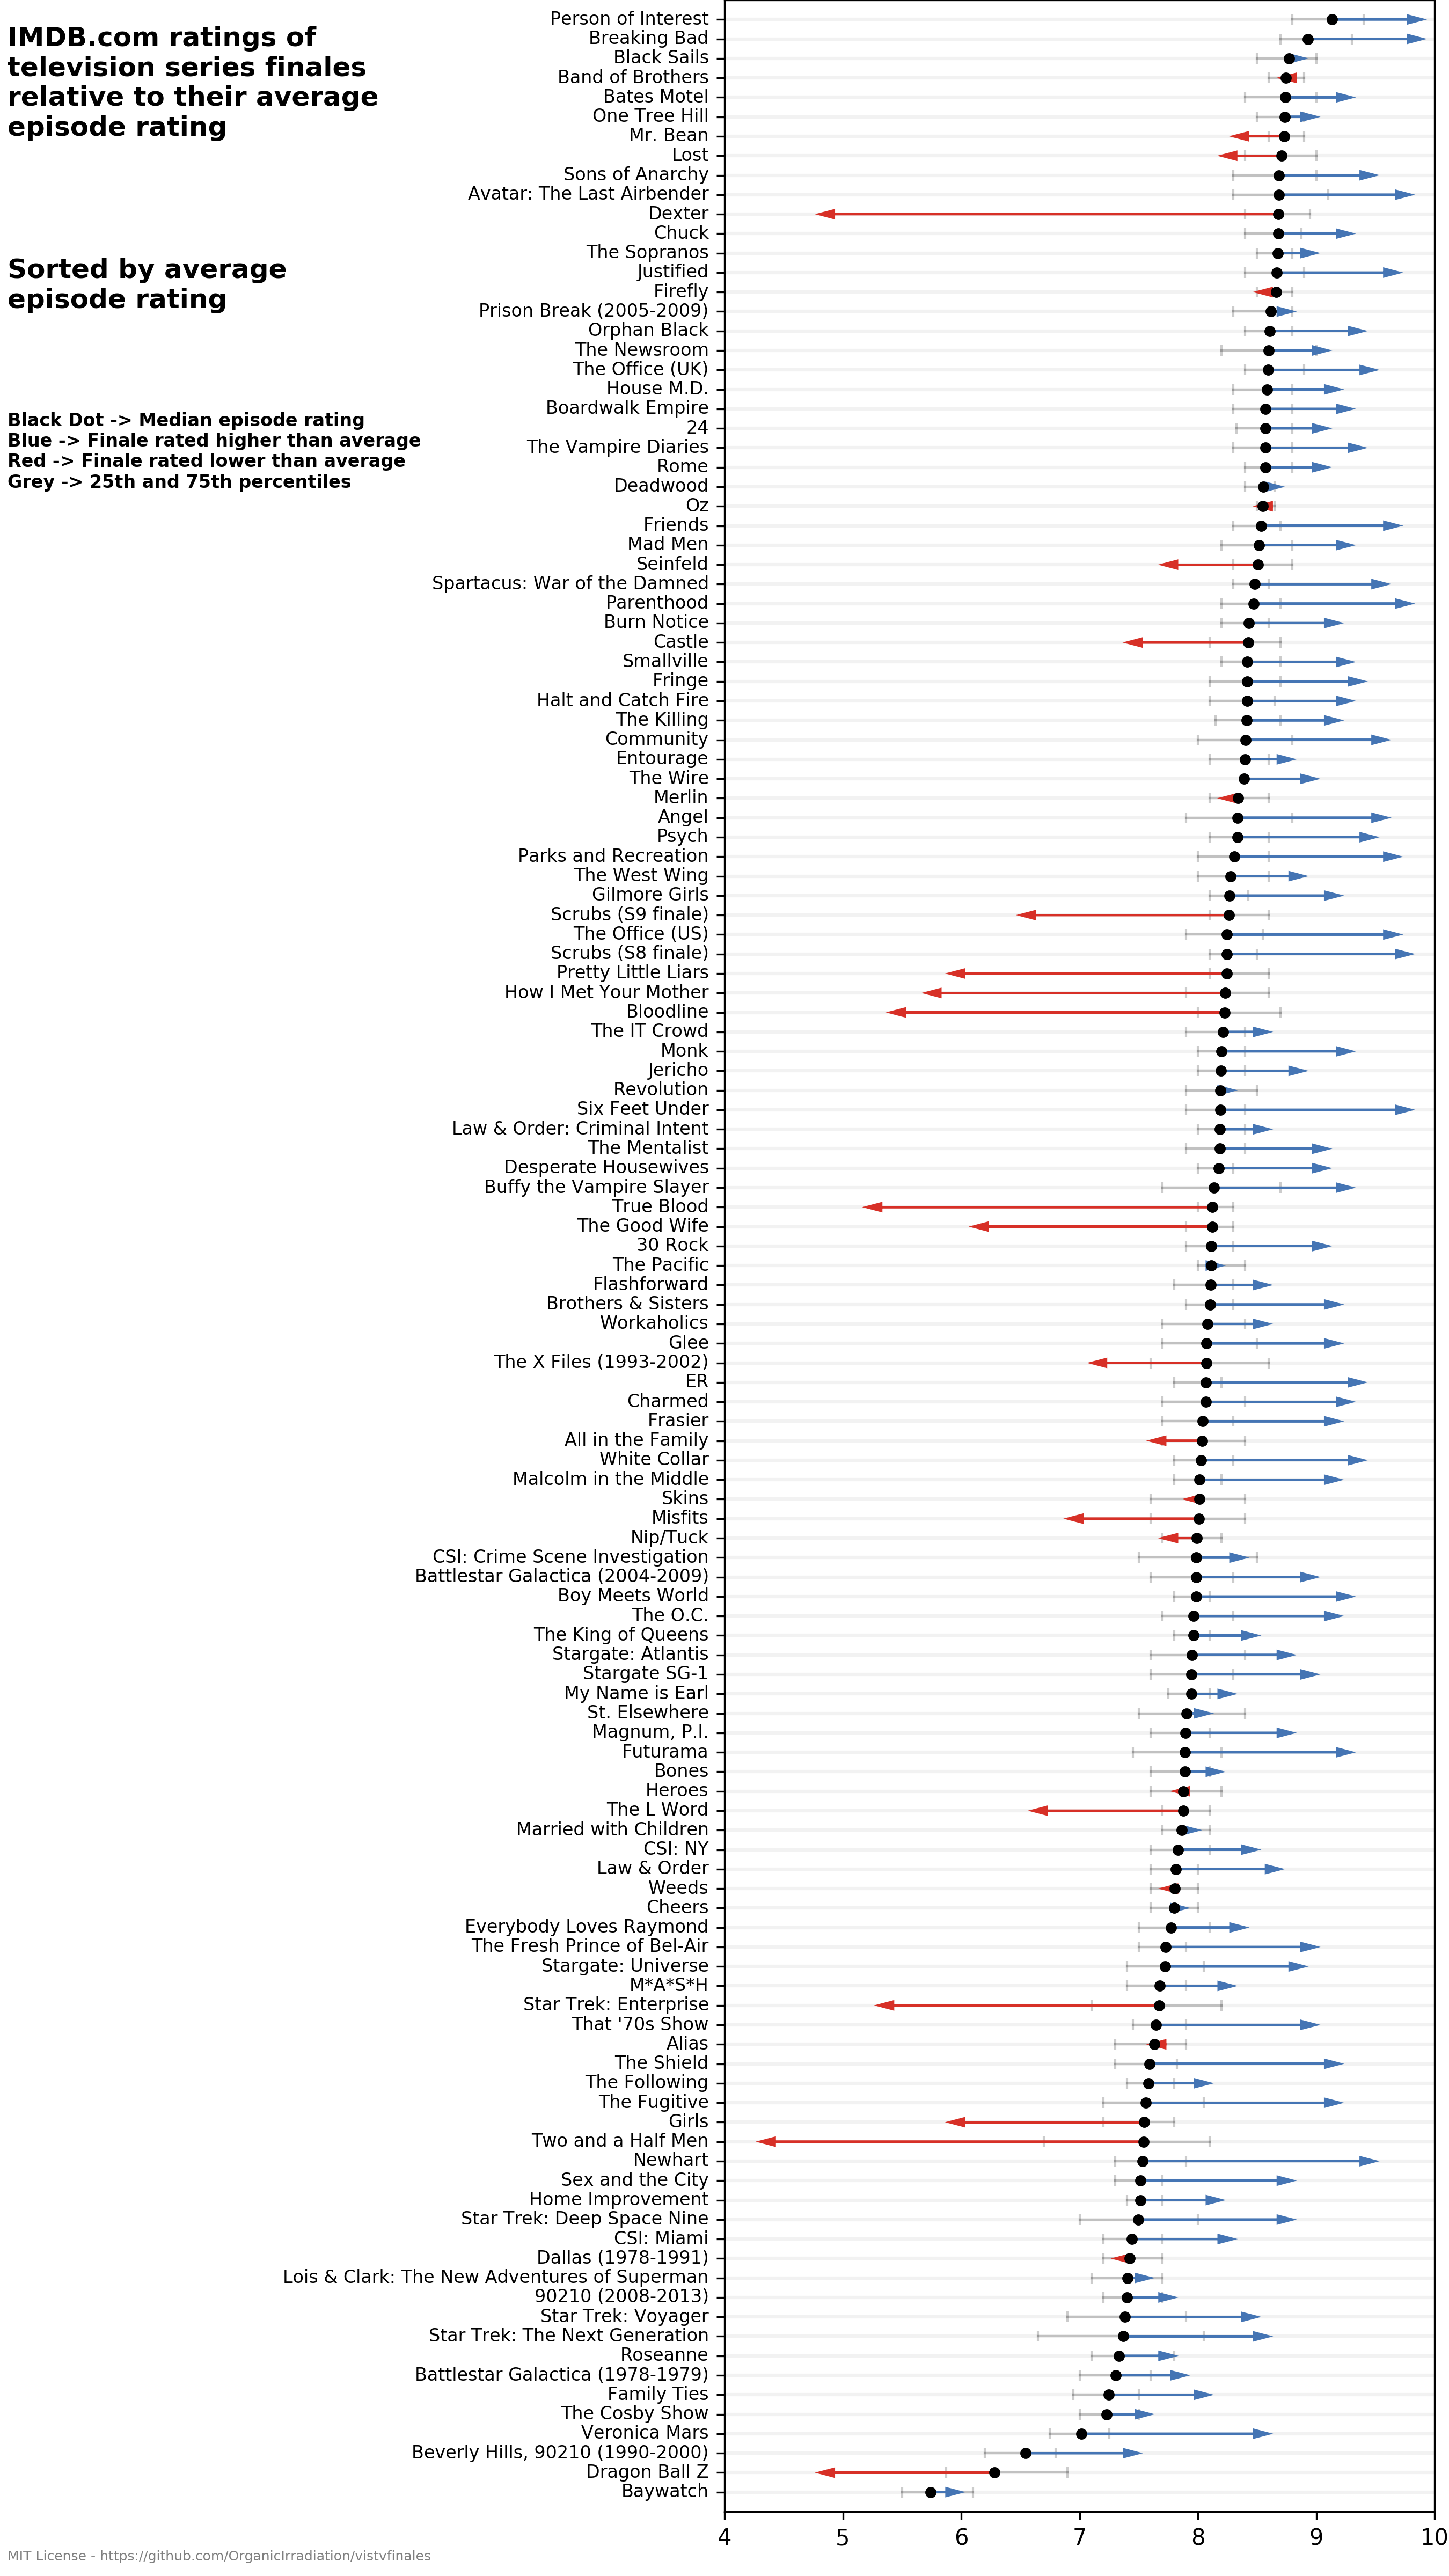 IMDB.com ratings of
television series finales
relative to their average
episode rating
Sorted by average
episode rating
Black Dot -> Median episode rating
Blue -> Finale rated higher than average
Red -> Finale rated lower than average
Grey -> 25th and 75th percentiles
Person of Interest
Breaking Bad
Black Sails
Band of Brothers
Bates Motel
One Tree Hill
Mr. Bean
Lost
Sons of Anarchy
Avatar: The Last Airbender
Dexter
Chuck
The Sopranos
Justified
Firefly
Prison Break (2005-2009)
Orphan Black
The Newsroom
The Office (UK)
House M.D.
Boardwalk Empire
24
The Vampire Diaries
Rome
Deadwood
Oz
Friends
Mad Men
Seinfeld
Spartacus: War of the Damned
Parenthood
Burn Notice
Castle
Smallville
Fringe
Halt and Catch Fire
The Killing
Community
Entourage
The Wire
Merlin
Angel
Psych
Parks and Recreation
The West Wing
Gilmore Girls
Scrubs (S9 finale)
The Office (US)
Scrubs (S8 finale)
Pretty Little Liars
How I Met Your Mother
Bloodline
The IT Crowd
Monk
Jericho
Revolution
Six Feet Under
Law & Order: Criminal Intent
The Mentalist
Desperate Housewives
Buffy the Vampire Slayer
True Blood
The Good Wife
30 Rock
The Pacific
Flashforward
Brothers & Sisters
Workaholics
Glee
The X Files (1993-2002)
ER
Charmed
Frasier
All in the Family
White Collar
Malcolm in the Middle
Skins
Misfits
Nip/Tuck
CSI: Crime Scene Investigation
Battlestar Galactica (2004-2009)
Boy Meets World
The O.C.
The King of Queens
Stargate: Atlantis
Stargate SG-1
My Name is Earl
St. Elsewhere
Magnum, P.I.
Futurama
Bones
Heroes
The L Word
Married with Children
CSI: NY
Law & Order
Weeds
Cheers
Everybody Loves Raymond
The Fresh Prince of Bel-Air
Stargate: Universe
M*A*S*H
Star Trek: Enterprise
That '70s Show
Alias
The Shield
The Following
The Fugitive
Girls
Two and a Half Men
Newhart
Sex and the City
Home Improvement
Star Trek: Deep Space Nine
CSI: Miami
Dallas (1978-1991)
Lois & Clark: The New Adventures of Superman
90210 (2008-2013)
Star Trek: Voyager
Star Trek: The Next Generation
Roseanne
Battlestar Galactica (1978-1979)
Family Ties
The Cosby Show
Veronica Mars
Beverly Hills, 90210 (1990-2000)
Dragon Ball Z
Baywatch
4 5 6 7 8 9 10
MIT License - https://github.com/OrganicIrradiation/vistvfinales